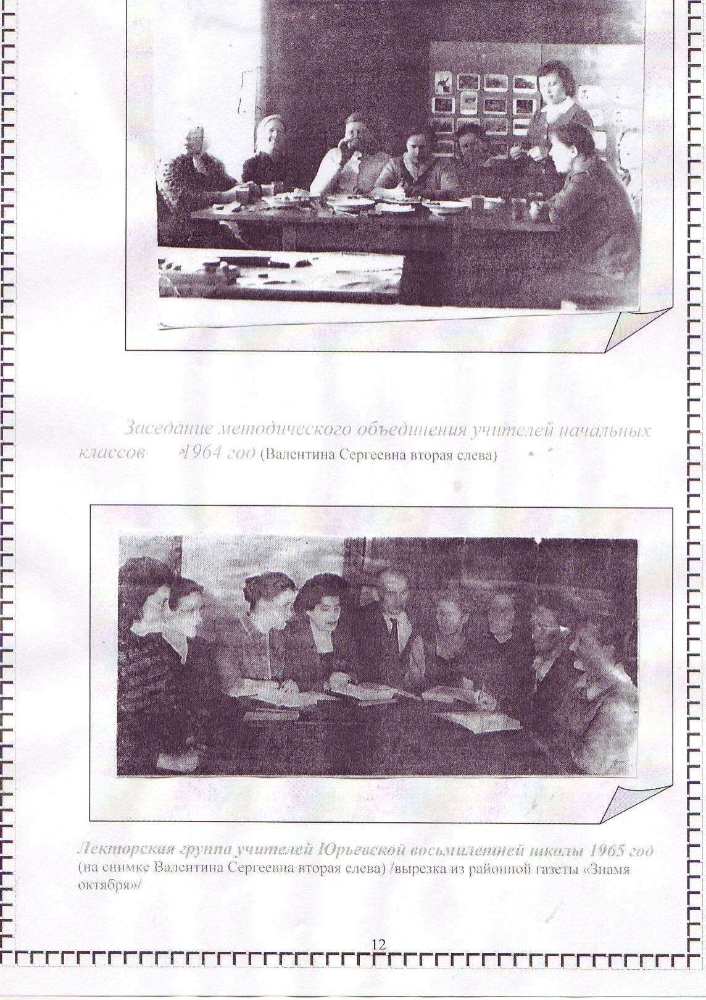 Заседание методического объединения учителей начальных
классов 1964 год (Валентина Сергеевна вторая слева)
Лекторская группа учителей Юрьевской восьмилетней школы 1965 год
(на снимке Валентина Сергеевна вторая слева) /вырезка из районной газеты «Знамя
октября»/
12